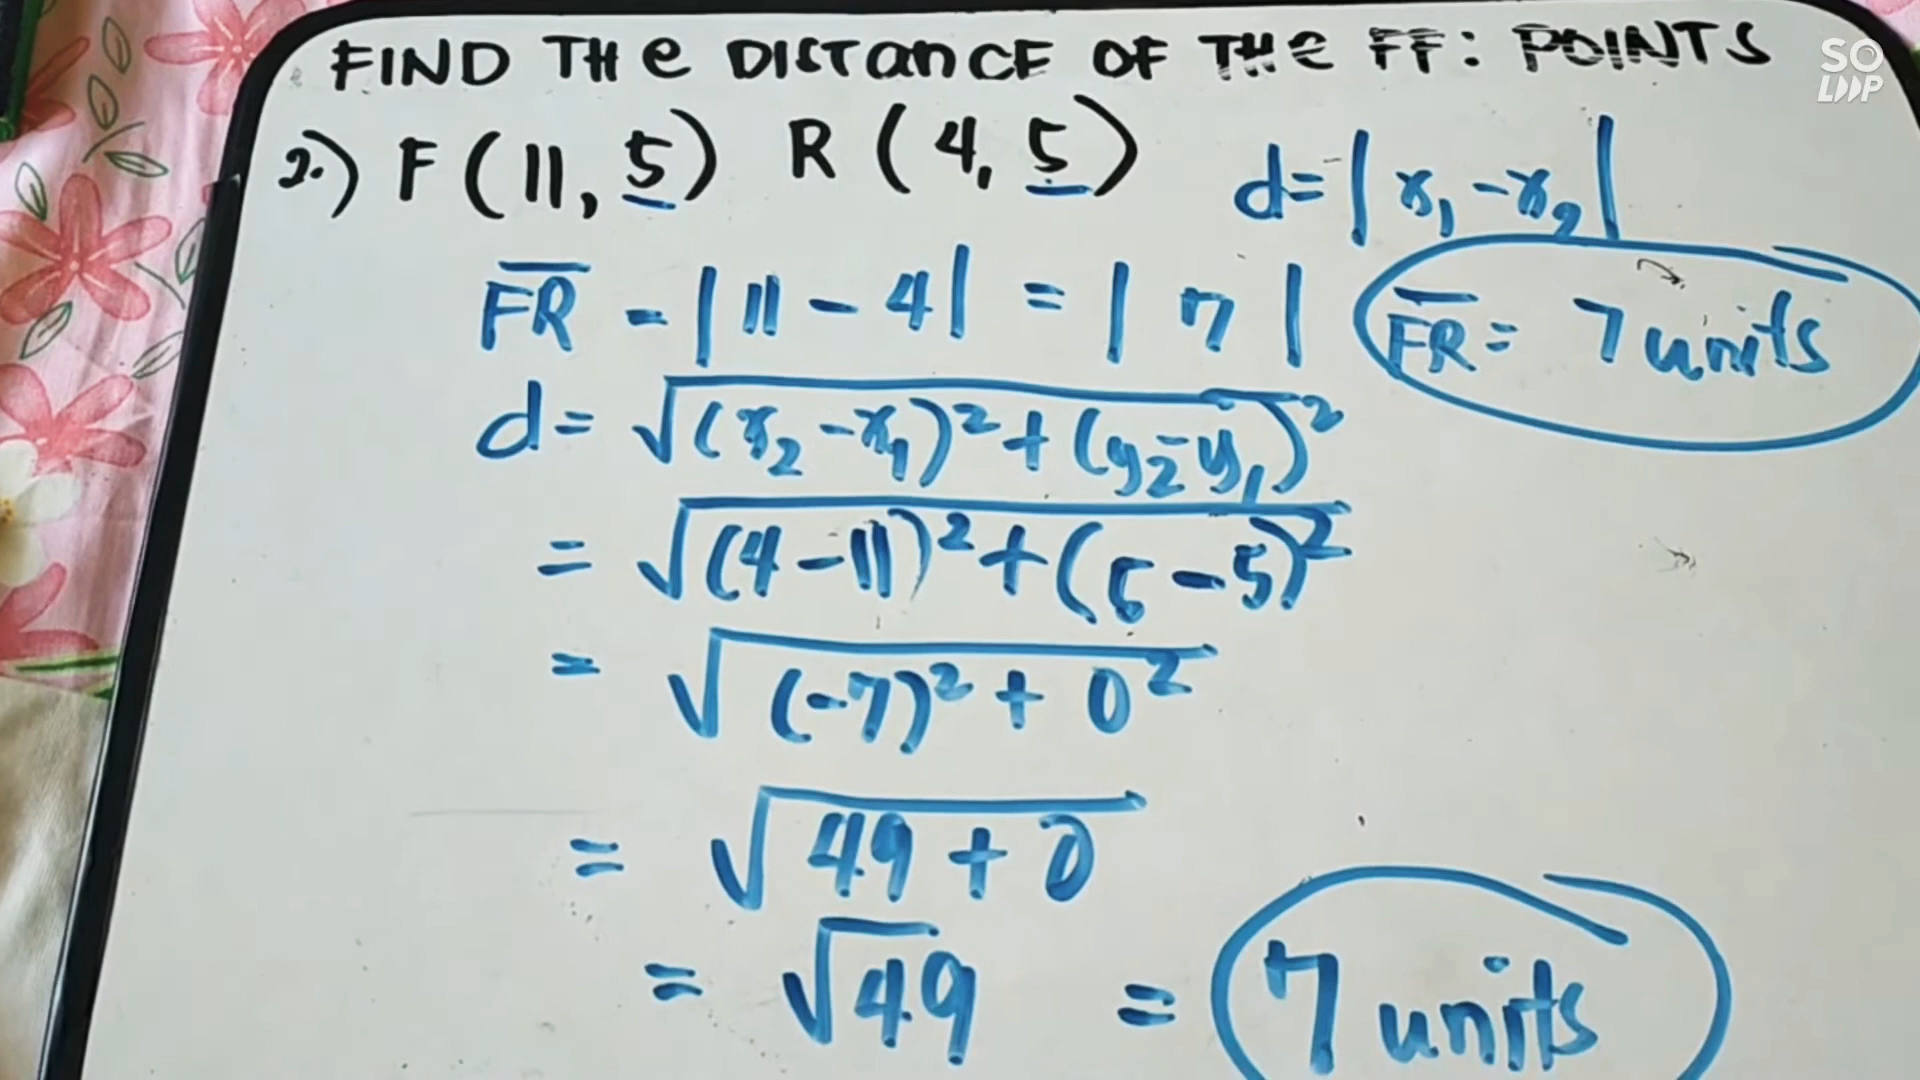 FIND THE DISTANCE OF THE FF: POINTS
SO
LOOP
2.) F(11, 5) R(4, 5) d=|x₁-x₂|
FR - |11 - 4| = |7| FR = 7 units
d= √(x₂-x₁)²+(y₂-y₁)²
= √(4-11)²+(5-5)²
= √(-7)²+0²
= √49+0
= √49 = 7 units